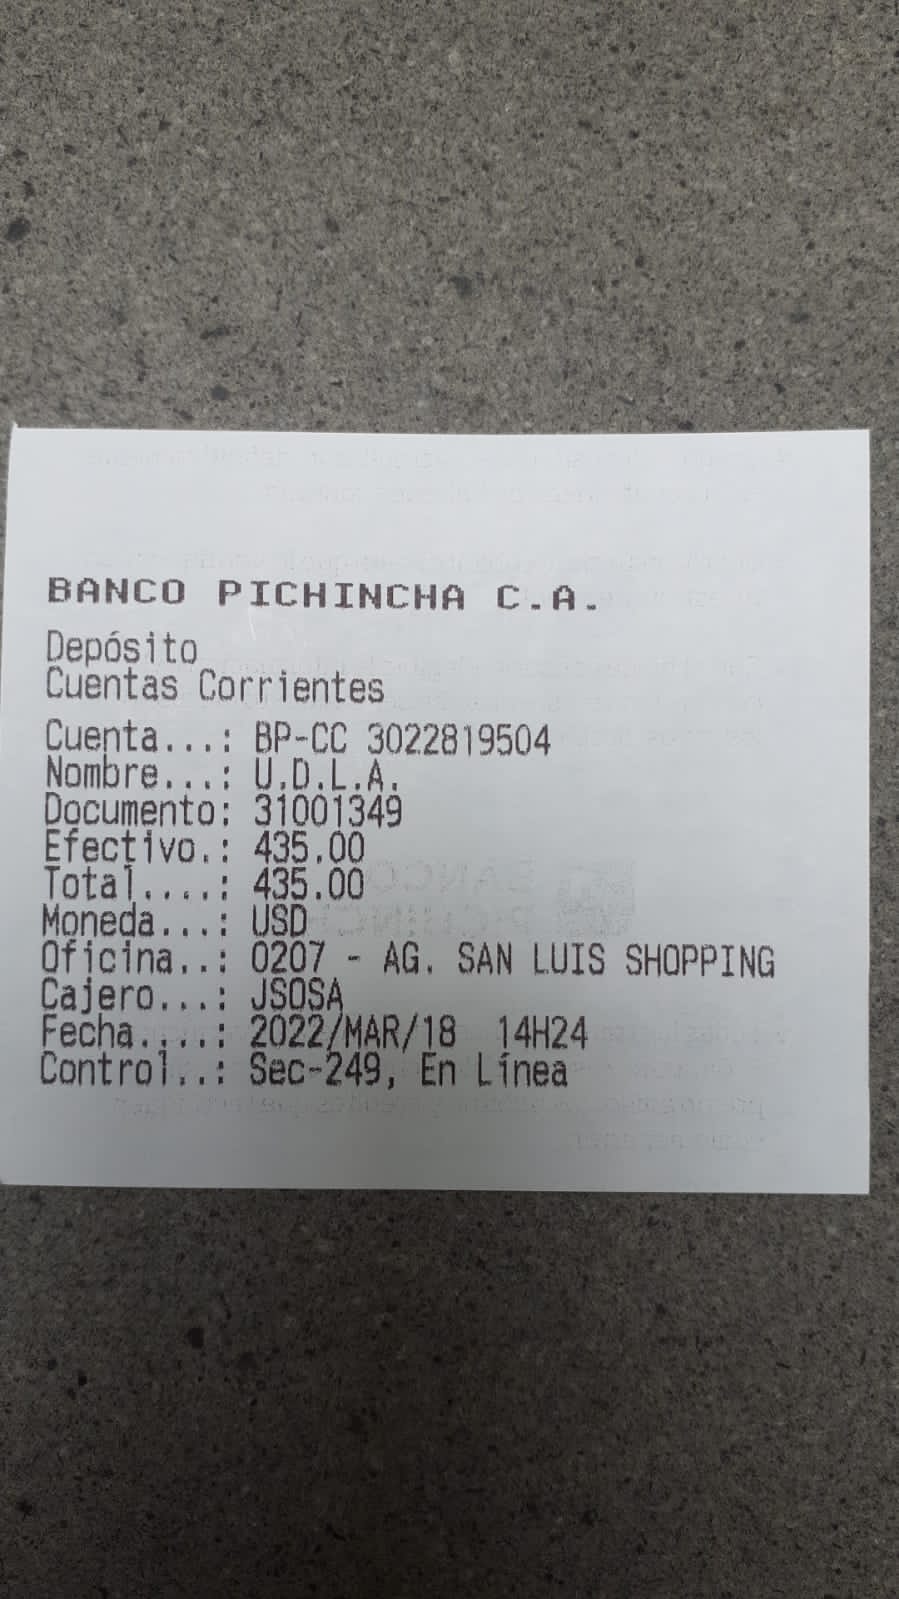 BANCO PICHINCHA C.A.
Depósito
Cuentas Corrientes
Cuenta...: BP-CC 3022819504
Nombre...: U.D.L.A.
Documento: 31001349
Efectivo.: 435.00
Total....: 435.00
Moneda...: USD
Oficina..: 0207 - AG. SAN LUIS SHOPPING
Cajero...: JSOSA
Fecha....: 2022/MAR/18 14H24
Control..: Sec-249, En Línea